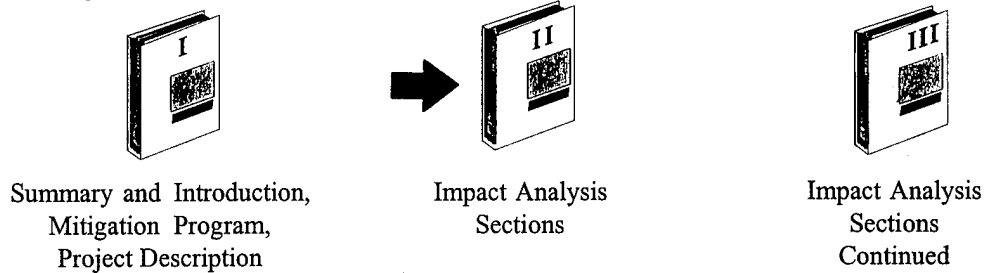 I
II
III
Summary and Introduction,
Mitigation Program,
Project Description
Impact Analysis
Sections
Impact Analysis
Sections
Continued